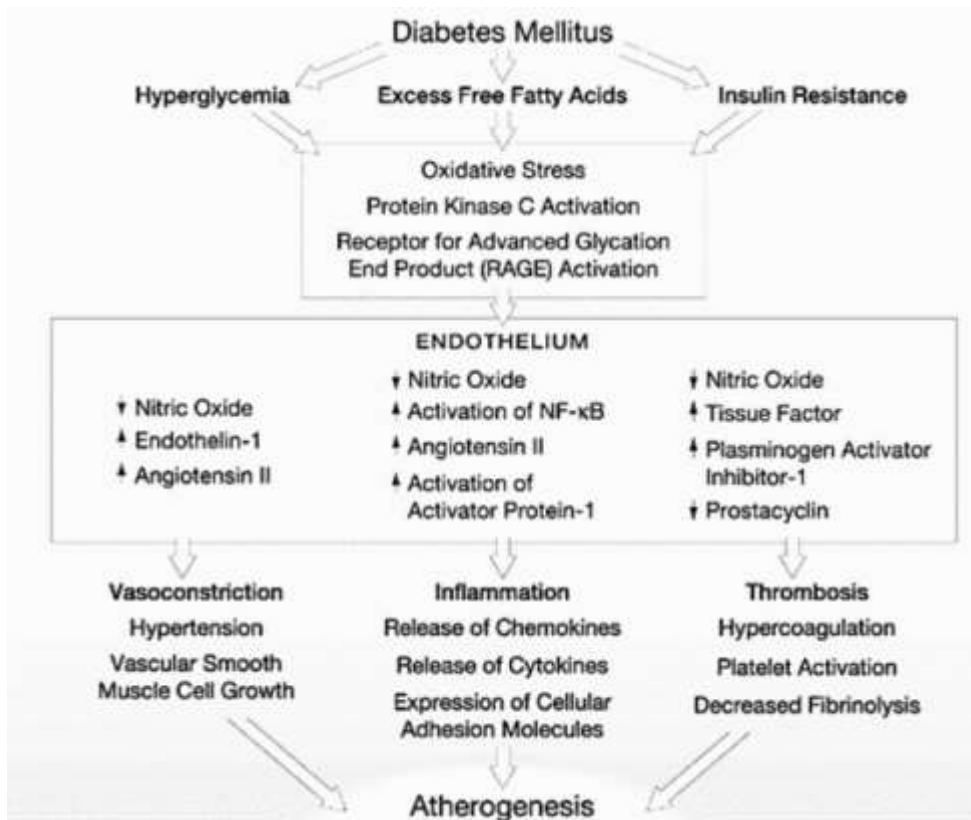 Diabetes Mellitus
Hyperglycemia
Excess Free Fatty Acids
Insulin Resistance
Oxidative Stress
Protein Kinase C Activation
Receptor for Advanced Glycation
End Product (RAGE) Activation
ENDOTHELIUM
Nitric Oxide
Endothelin-1
Angiotensin II
Nitric Oxide
Activation of NF-κB
Angiotensin II
Activation of
Activator Protein-1
Nitric Oxide
Tissue Factor
Plasminogen Activator
Inhibitor-1
Prostacyclin
Vasoconstriction
Hypertension
Vascular Smooth
Muscle Cell Growth
Inflammation
Release of Chemokines
Release of Cytokines
Expression of Cellular
Adhesion Molecules
Thrombosis
Hypercoagulation
Platelet Activation
Decreased Fibrinolysis
Atherogenesis